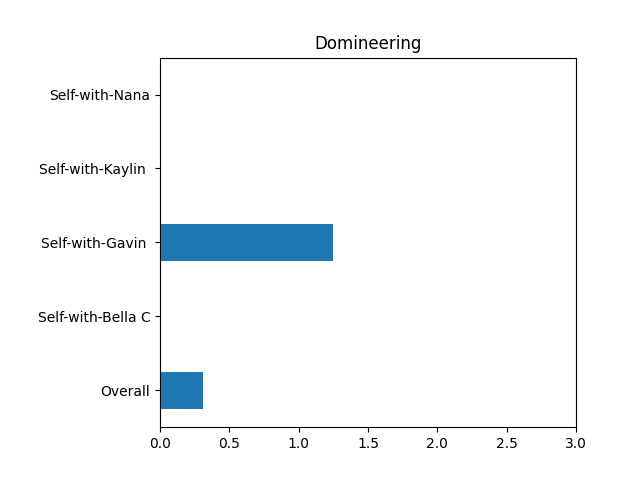 Domineering
Self-with-Nana
Self-with-Kaylin
Self-with-Gavin
Self-with-Bella C
Overall
0.0 0.5 1.0 1.5 2.0 2.5 3.0